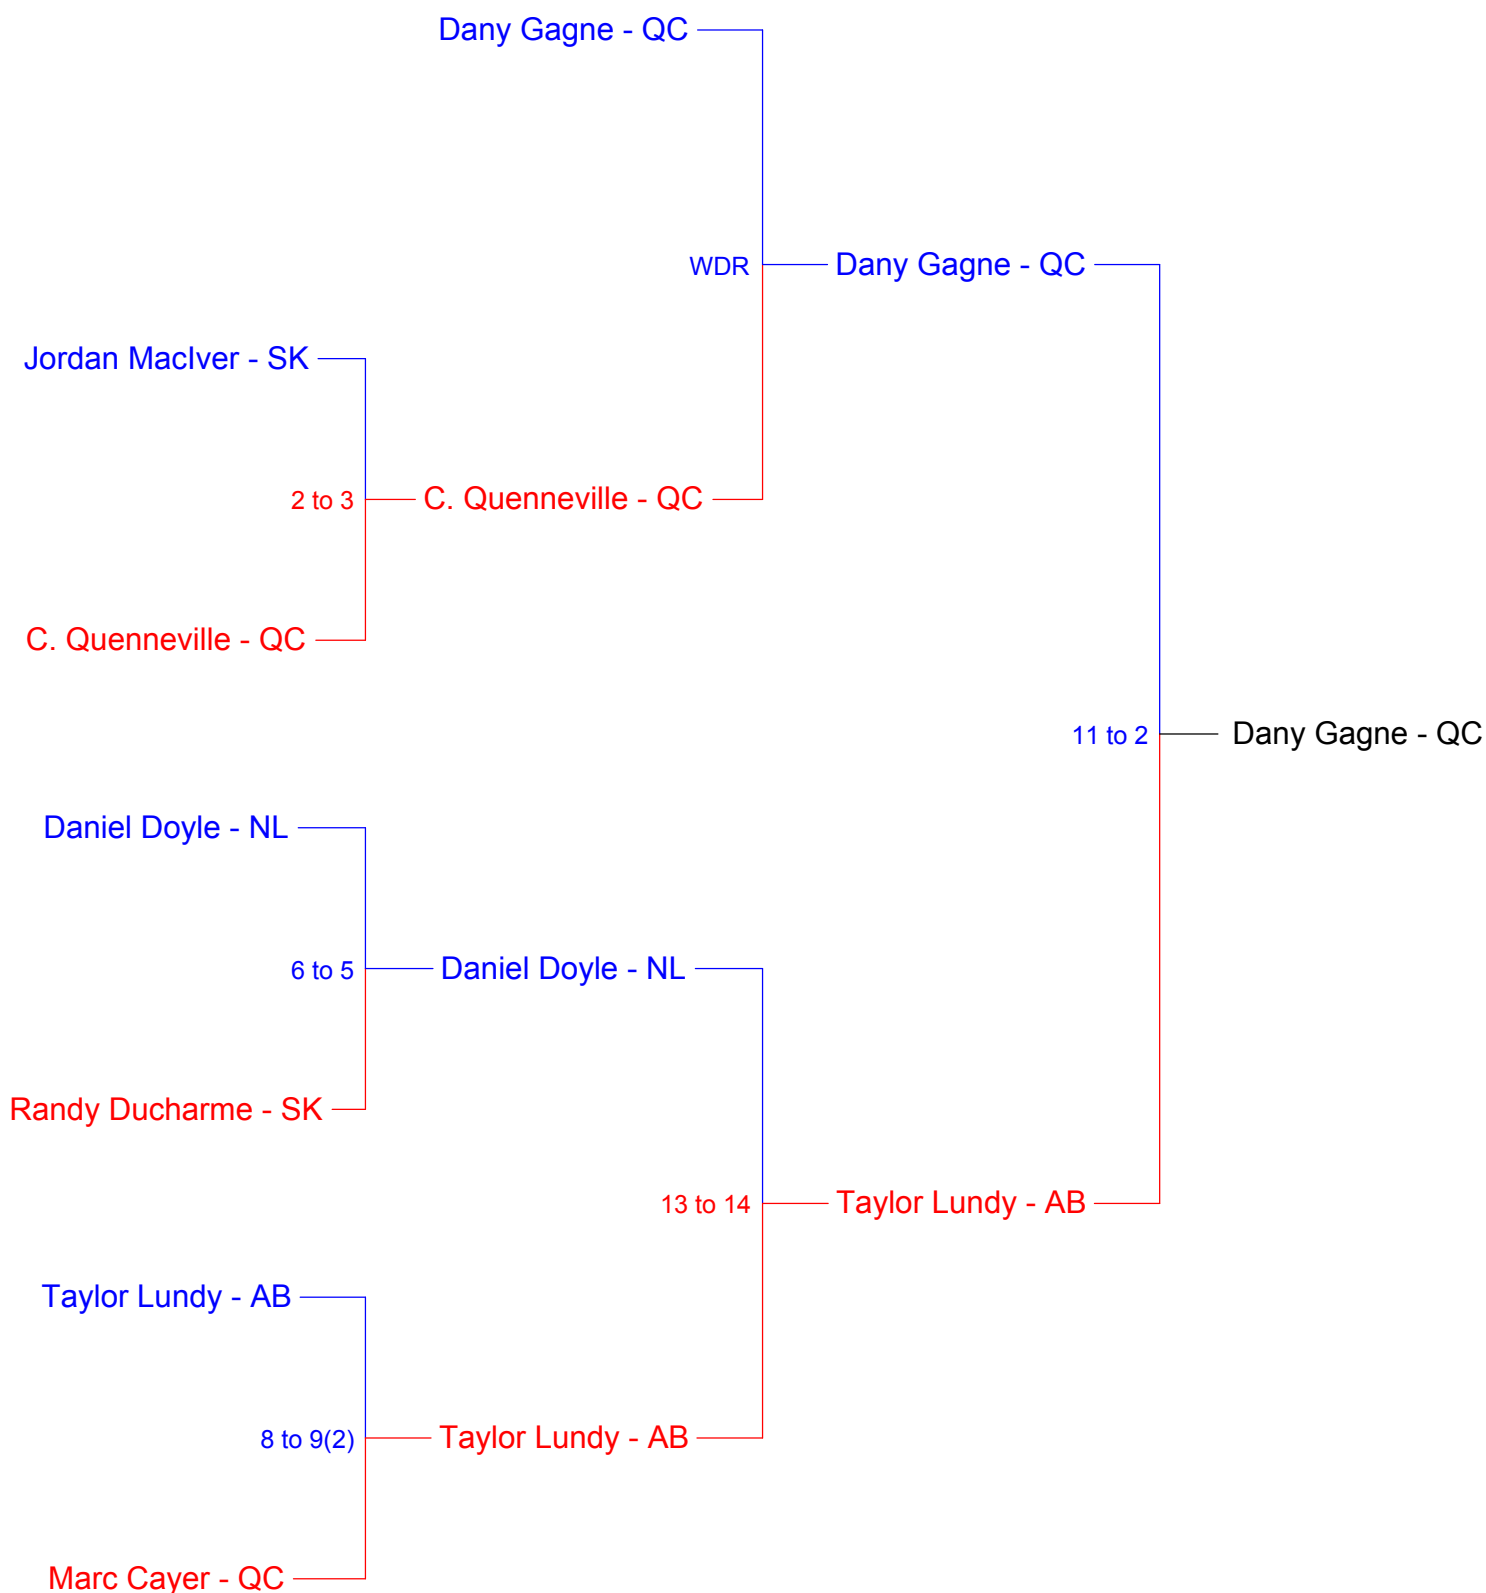 Dany Gagne - QC
WDR
Dany Gagne - QC
Jordan MacIver - SK
2 to 3
C. Quenneville - QC
C. Quenneville - QC
11 to 2
Dany Gagne - QC
Daniel Doyle - NL
6 to 5
Daniel Doyle - NL
Randy Ducharme - SK
13 to 14
Taylor Lundy - AB
Taylor Lundy - AB
8 to 9(2)
Taylor Lundy - AB
Marc Cayer - QC